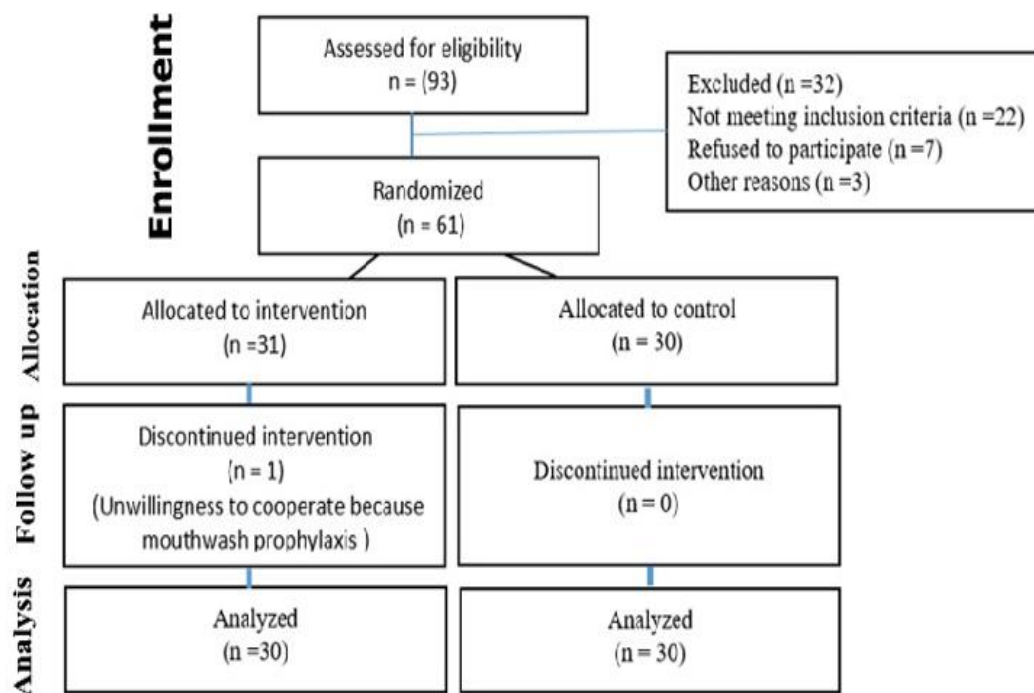 Enrollment
Assessed for eligibility
n = (93)
Excluded (n =32)
Not meeting inclusion criteria (n =22)
Refused to participate (n =7)
Other reasons (n =3)
Randomized
(n = 61)
Allocation
Allocated to intervention
(n =31)
Allocated to control
(n = 30)
Follow up
Discontinued intervention
(n = 1)
(Unwillingness to cooperate because
mouthwash prophylaxis )
Discontinued intervention
(n = 0)
Analysis
Analyzed
(n =30)
Analyzed
(n = 30)